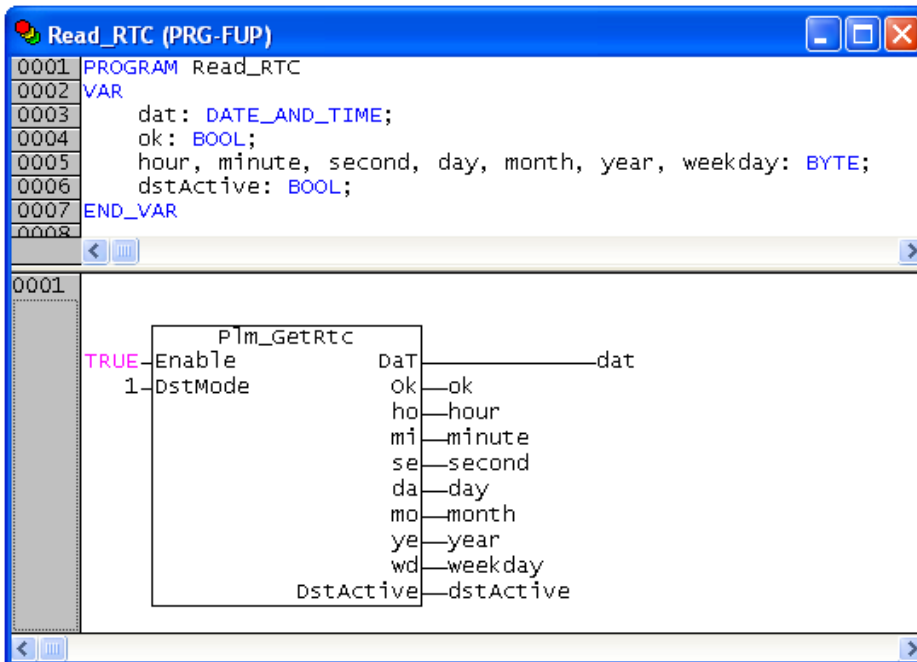 Read_RTC (PRG-FUP)
0001 PROGRAM Read_RTC
0002 VAR
0003 dat: DATE_AND_TIME;
0004 ok: BOOL;
0005 hour, minute, second, day, month, year, weekday: BYTE;
0006 dstActive: BOOL;
0007 END_VAR
0008
0001
Plm_GetRtc
TRUE Enable DaT dat
1 DstMode Ok ok
ho hour
mi minute
se second
da day
mo month
ye year
wd weekday
DstActive dstActive